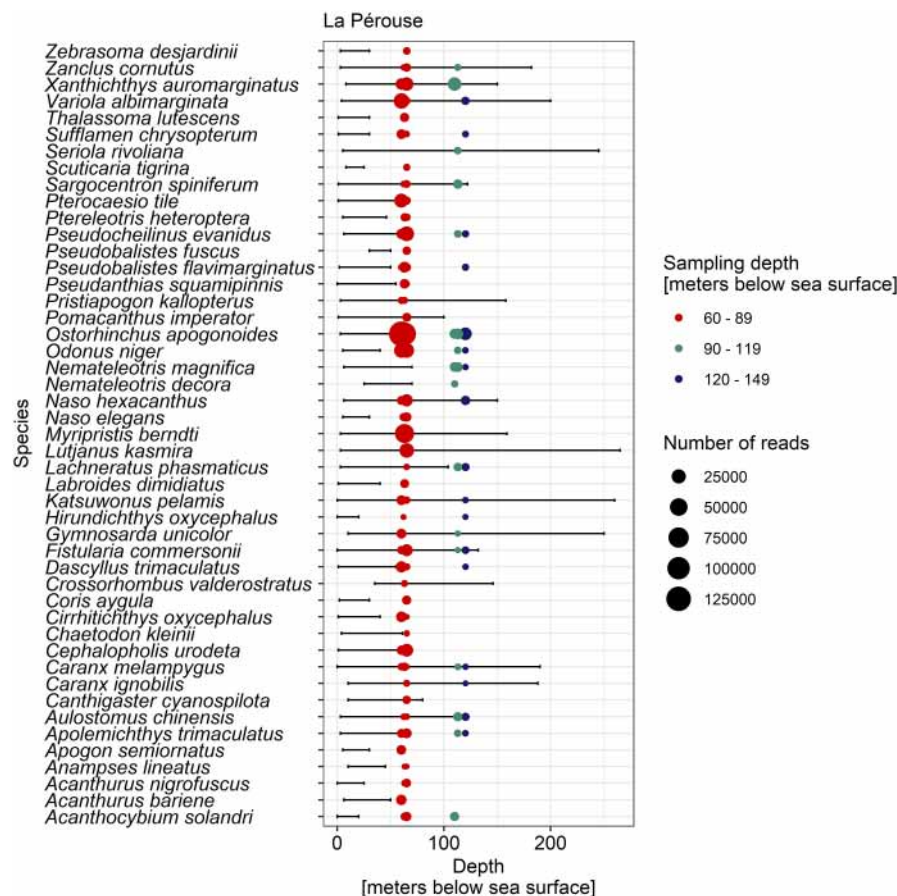 La Pérouse
Zebrasoma desjardinii
Zanclus cornutus
Xanthichthys auromarginatus
Variola albimarginata
Thalassoma lutescens
Sufflamen chrysopterum
Seriola rivoliana
Scuticaria tigrina
Sargocentron spiniferum
Pterocaesio tile
Ptereleotris heteroptera
Pseudocheilinus evanidus
Pseudobalistes fuscus
Pseudobalistes flavimarginatus
Pseudanthias squamipinnis
Pristiapogon kallopterus
Pomacanthus imperator
Ostorhinchus apogonoides
Odonus niger
Nemateleotris magnifica
Nemateleotris decora
Naso hexacanthus
Naso elegans
Myripristis berndti
Lutjanus kasmira
Lachneratus phasmaticus
Labroides dimidiatus
Katsuwonus pelamis
Hirundichthys oxycephalus
Gymnosarda unicolor
Fistularia commersonii
Dascyllus trimaculatus
Crossorhombus valderostratus
Coris aygula
Cirrhitichthys oxycephalus
Chaetodon kleinii
Cephalopholis urodeta
Caranx melampygus
Caranx ignobilis
Canthigaster cyanospilota
Aulostomus chinensis
Apolemichthys trimaculatus
Apogon semiornatus
Anampses lineatus
Acanthurus nigrofuscus
Acanthurus bariene
Acanthocybium solandri
Species
0 100 200
Depth
[meters below sea surface]
Sampling depth
[meters below sea surface]
60 - 89
90 - 119
120 - 149
Number of reads
25000
50000
75000
100000
125000